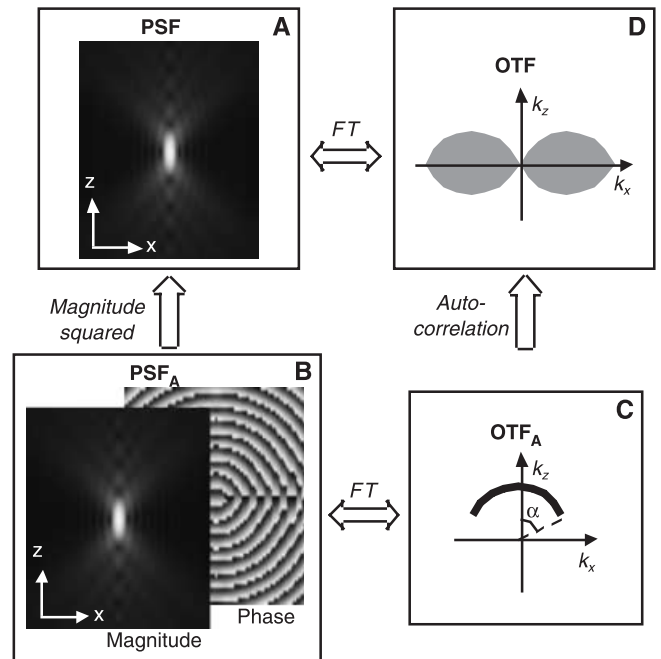 A
PSF
z
x
FT
D
OTF
k_z
k_x
Magnitude
squared
Auto-
correlation
B
PSF_A
z
x
Magnitude
Phase
FT
C
OTF_A
k_z
α
k_x